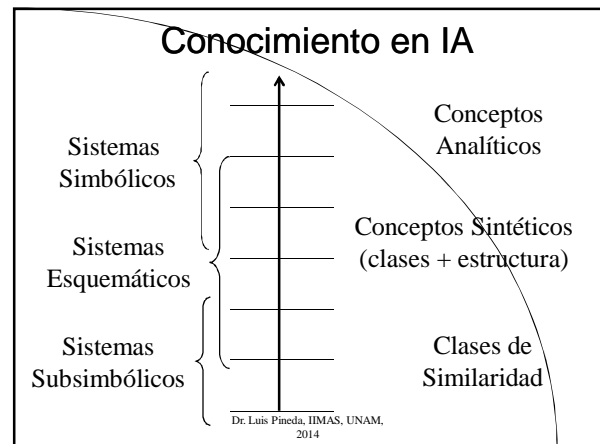 Conocimiento en IA
Sistemas
Simbólicos
Conceptos
Analíticos
Sistemas
Esquemáticos
Conceptos Sintéticos
(clases + estructura)
Sistemas
Subsimbólicos
Clases de
Similaridad
Dr. Luis Pineda, IIMAS, UNAM,
2014